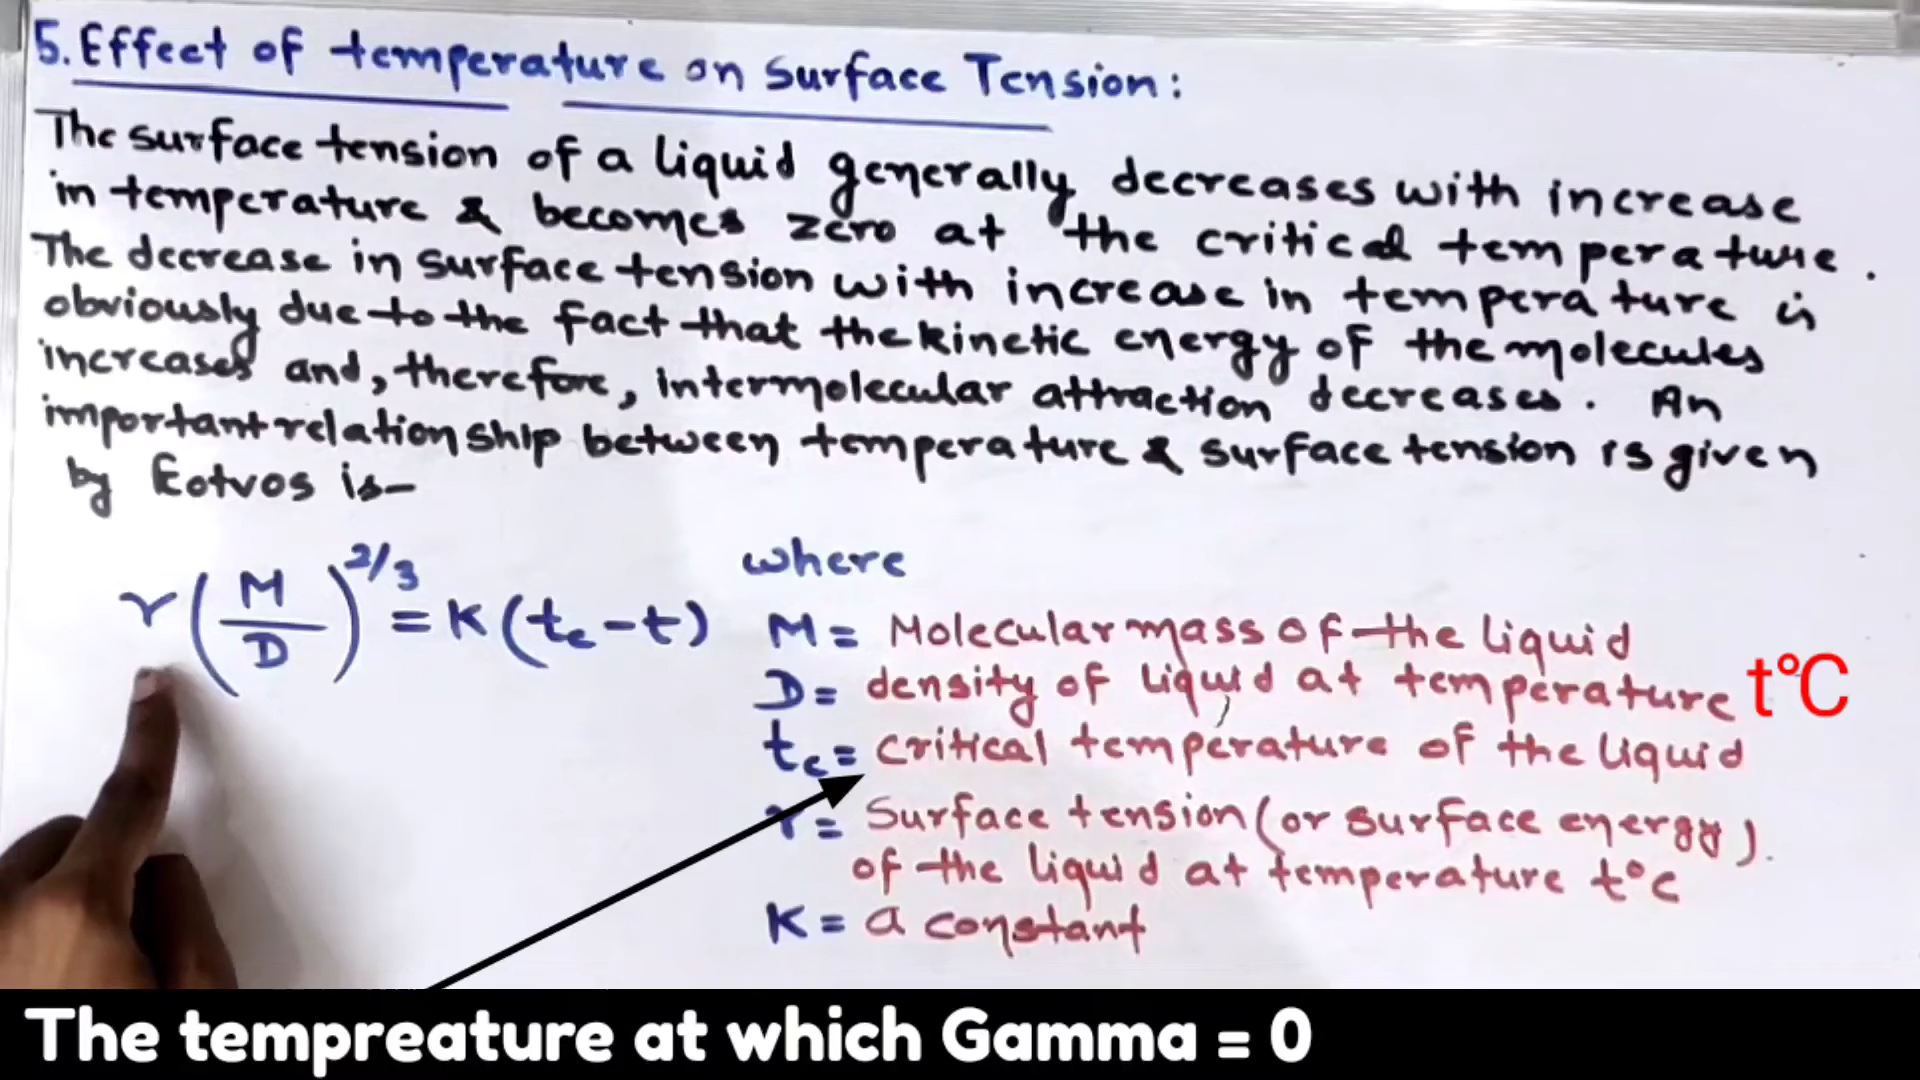 5. Effect of temperature on Surface Tension:
The surface tension of a liquid generally decreases with increase
in temperature & becomes zero at the critical temperature.
The decrease in surface tension with increase in temperature is
obviously due to the fact that the kinetic energy of the molecules
increases and, therefore, intermolecular attraction decreases. An
important relationship between temperature & surface tension is given
by Eotvos is-
γ(M/D)^2/3 = K(tc-t)
where
M = Molecular mass of the liquid
D = density of liquid at temperature t°C
tc = critical temperature of the liquid
γ = Surface tension (or surface energy).
of the liquid at temperature t°c
K = a constant
The tempreature at which Gamma = 0